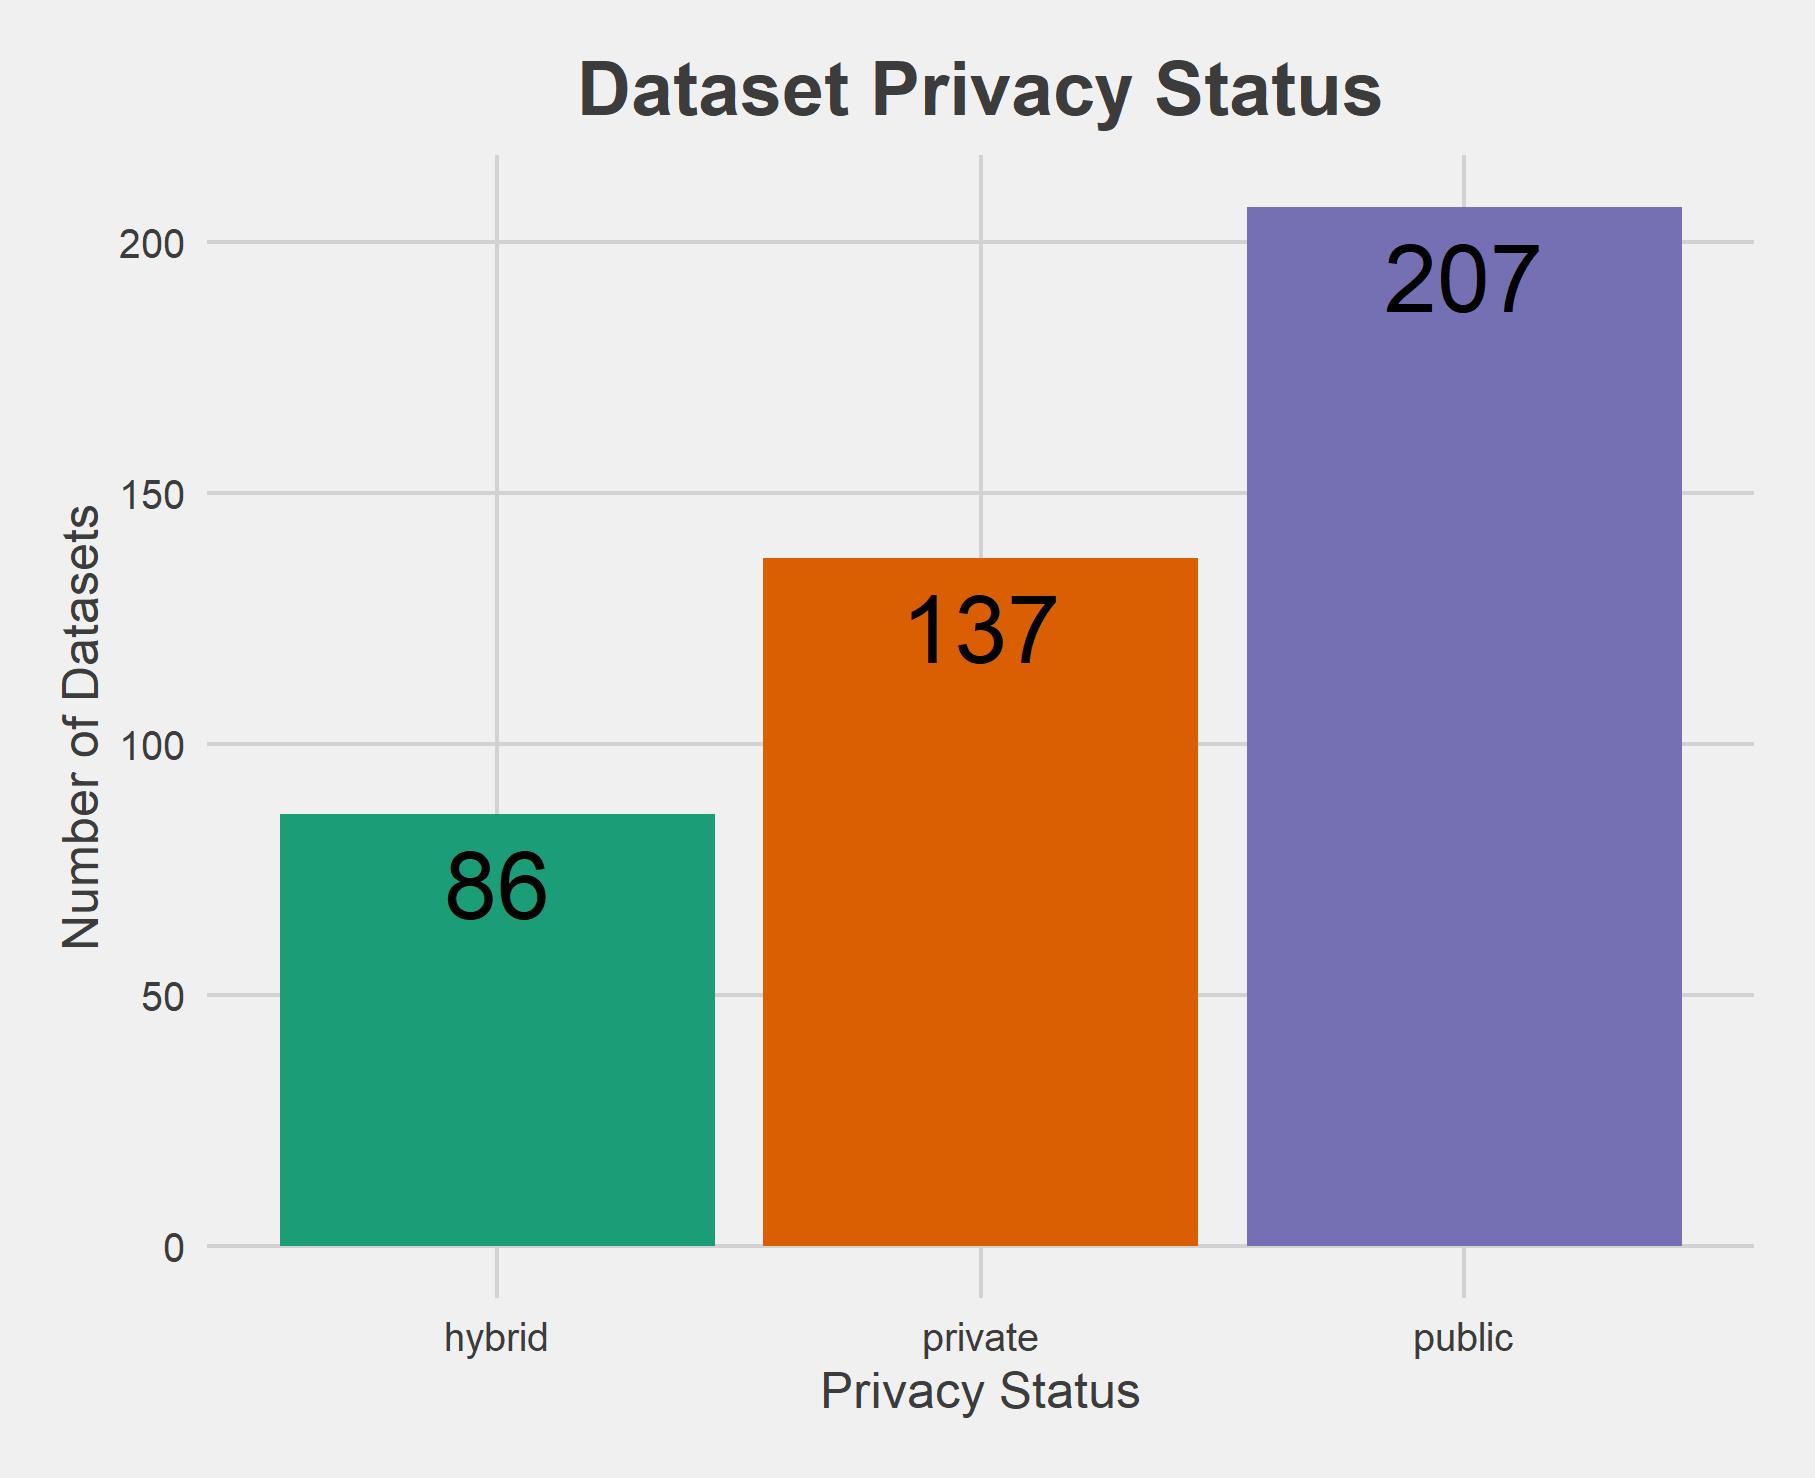 Dataset Privacy Status
200
150
100
50
0
Number of Datasets
86
137
207
hybrid
private
public
Privacy Status